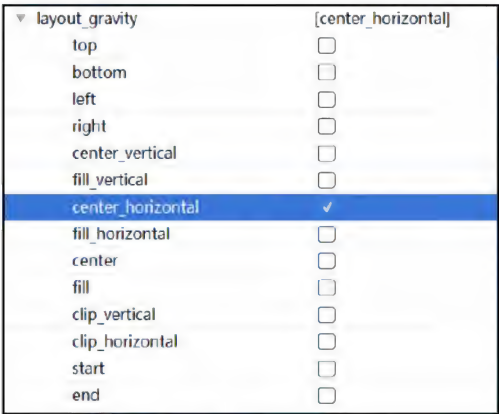 layout_gravity [center_horizontal]
top
bottom
left
right
center_vertical
fill_vertical
center_horizontal
fill_horizontal
center
fill
clip_vertical
clip_horizontal
start
end